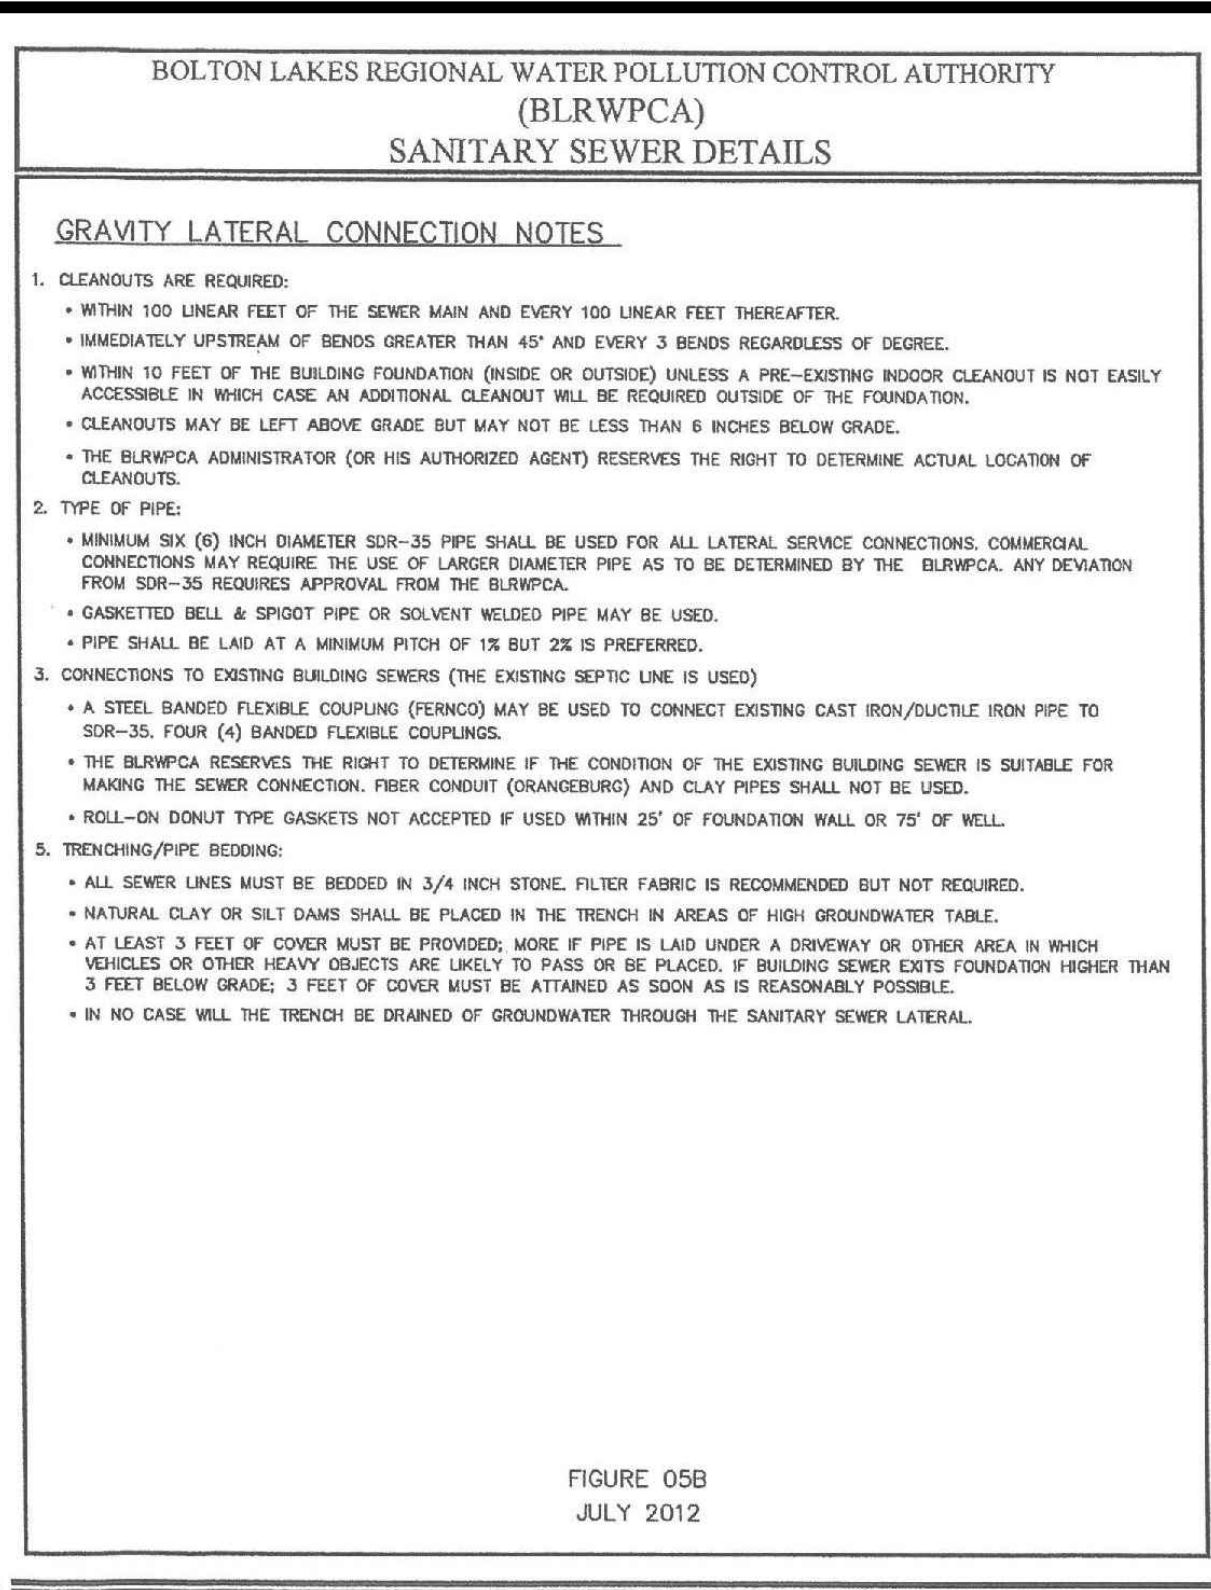 BOLTON LAKES REGIONAL WATER POLLUTION CONTROL AUTHORITY
(BLRWPCA)
SANITARY SEWER DETAILS
GRAVITY LATERAL CONNECTION NOTES
1. CLEANOUTS ARE REQUIRED:
• WITHIN 100 LINEAR FEET OF THE SEWER MAIN AND EVERY 100 LINEAR FEET THEREAFTER.
• IMMEDIATELY UPSTREAM OF BENDS GREATER THAN 45° AND EVERY 3 BENDS REGARDLESS OF DEGREE.
• WITHIN 10 FEET OF THE BUILDING FOUNDATION (INSIDE OR OUTSIDE) UNLESS A PRE-EXISTING INDOOR CLEANOUT IS NOT EASILY
ACCESSIBLE IN WHICH CASE AN ADDITIONAL CLEANOUT WILL BE REQUIRED OUTSIDE OF THE FOUNDATION.
• CLEANOUTS MAY BE LEFT ABOVE GRADE BUT MAY NOT BE LESS THAN 6 INCHES BELOW GRADE.
• THE BLRWPCA ADMINISTRATOR (OR HIS AUTHORIZED AGENT) RESERVES THE RIGHT TO DETERMINE ACTUAL LOCATION OF
CLEANOUTS.
2. TYPE OF PIPE:
• MINIMUM SIX (6) INCH DIAMETER SDR-35 PIPE SHALL BE USED FOR ALL LATERAL SERVICE CONNECTIONS. COMMERCIAL
CONNECTIONS MAY REQUIRE THE USE OF LARGER DIAMETER PIPE AS TO BE DETERMINED BY THE BLRWPCA. ANY DEVIATION
FROM SDR-35 REQUIRES APPROVAL FROM THE BLRWPCA.
• GASKETTED BELL & SPIGOT PIPE OR SOLVENT WELDED PIPE MAY BE USED.
• PIPE SHALL BE LAID AT A MINIMUM PITCH OF 1% BUT 2% IS PREFERRED.
3. CONNECTIONS TO EXISTING BUILDING SEWERS (THE EXISTING SEPTIC LINE IS USED)
• A STEEL BANDED FLEXIBLE COUPLING (FERNCO) MAY BE USED TO CONNECT EXISTING CAST IRON/DUCTILE IRON PIPE TO
SDR-35. FOUR (4) BANDED FLEXIBLE COUPLINGS.
• THE BLRWPCA RESERVES THE RIGHT TO DETERMINE IF THE CONDITION OF THE EXISTING BUILDING SEWER IS SUITABLE FOR
MAKING THE SEWER CONNECTION. FIBER CONDUIT (ORANGEBURG) AND CLAY PIPES SHALL NOT BE USED.
• ROLL-ON DONUT TYPE GASKETS NOT ACCEPTED IF USED WITHIN 25' OF FOUNDATION WALL OR 75' OF WELL.
5. TRENCHING/PIPE BEDDING:
• ALL SEWER LINES MUST BE BEDDED IN 3/4 INCH STONE. FILTER FABRIC IS RECOMMENDED BUT NOT REQUIRED.
• NATURAL CLAY OR SILT DAMS SHALL BE PLACED IN THE TRENCH IN AREAS OF HIGH GROUNDWATER TABLE.
• AT LEAST 3 FEET OF COVER MUST BE PROVIDED; MORE IF PIPE IS LAID UNDER A DRIVEWAY OR OTHER AREA IN WHICH
VEHICLES OR OTHER HEAVY OBJECTS ARE LIKELY TO PASS OR BE PLACED. IF BUILDING SEWER EXITS FOUNDATION HIGHER THAN
3 FEET BELOW GRADE; 3 FEET OF COVER MUST BE ATTAINED AS SOON AS IS REASONABLY POSSIBLE.
• IN NO CASE WILL THE TRENCH BE DRAINED OF GROUNDWATER THROUGH THE SANITARY SEWER LATERAL.
FIGURE 05B
JULY 2012